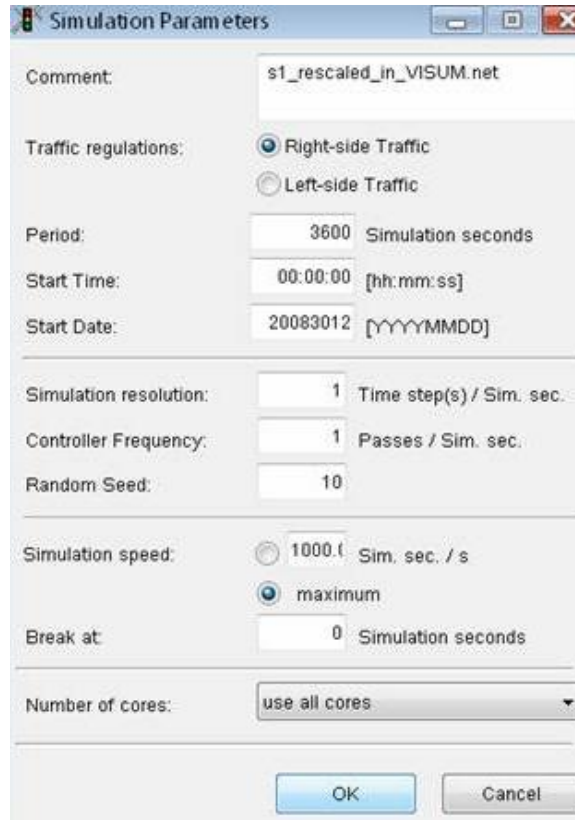 Simulation Parameters
Comment: s1_rescaled_in_VISUM.net
Traffic regulations: Right-side Traffic
Left-side Traffic
Period: 3600 Simulation seconds
Start Time: 00:00:00 [hh:mm:ss]
Start Date: 20083012 [YYYYMMDD]
Simulation resolution: 1 Time step(s) / Sim. sec.
Controller Frequency: 1 Passes / Sim. sec.
Random Seed: 10
Simulation speed: 1000.( Sim. sec. / s
maximum
Break at: 0 Simulation seconds
Number of cores: use all cores
OK Cancel